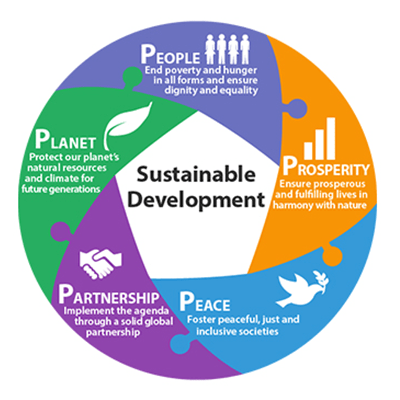 PEOPLE
End poverty and hunger
in all forms and ensure
dignity and equality
PROSPERITY
Ensure prosperous
and fulfilling lives in
harmony with nature
PEACE
Foster peaceful, just and
inclusive societies
PARTNERSHIP
Implement the agenda
through a solid global
partnership
PLANET
Protect our planet's
natural resources
and climate for
future generations
Sustainable
Development